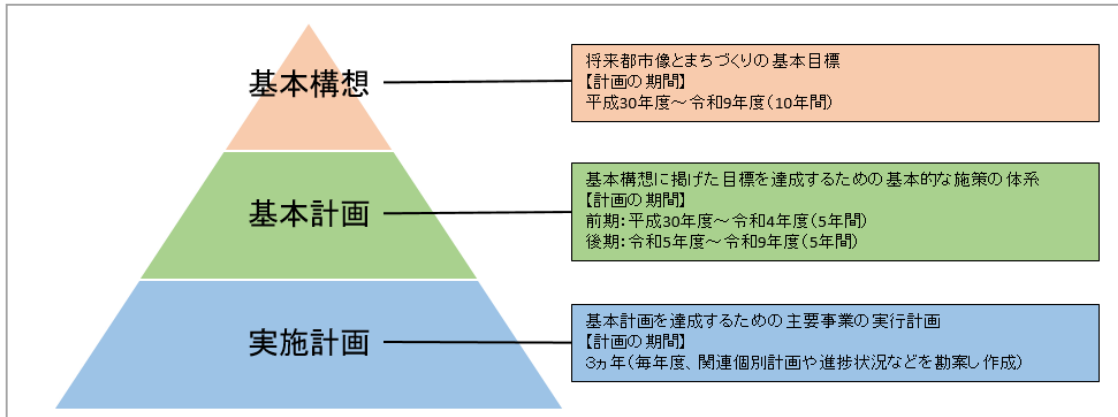 基本構想
将来都市像とまちづくりの基本目標
【計画の期間】
平成30年度～令和9年度(10年間)
基本計画
基本構想に掲げた目標を達成するための基本的な施策の体系
【計画の期間】
前期:平成30年度～令和4年度(5年間)
後期:令和5年度～令和9年度(5年間)
実施計画
基本計画を達成するための主要事業の実行計画
【計画の期間】
3ヵ年(毎年度、関連個別計画や進捗状況などを勘案し作成)